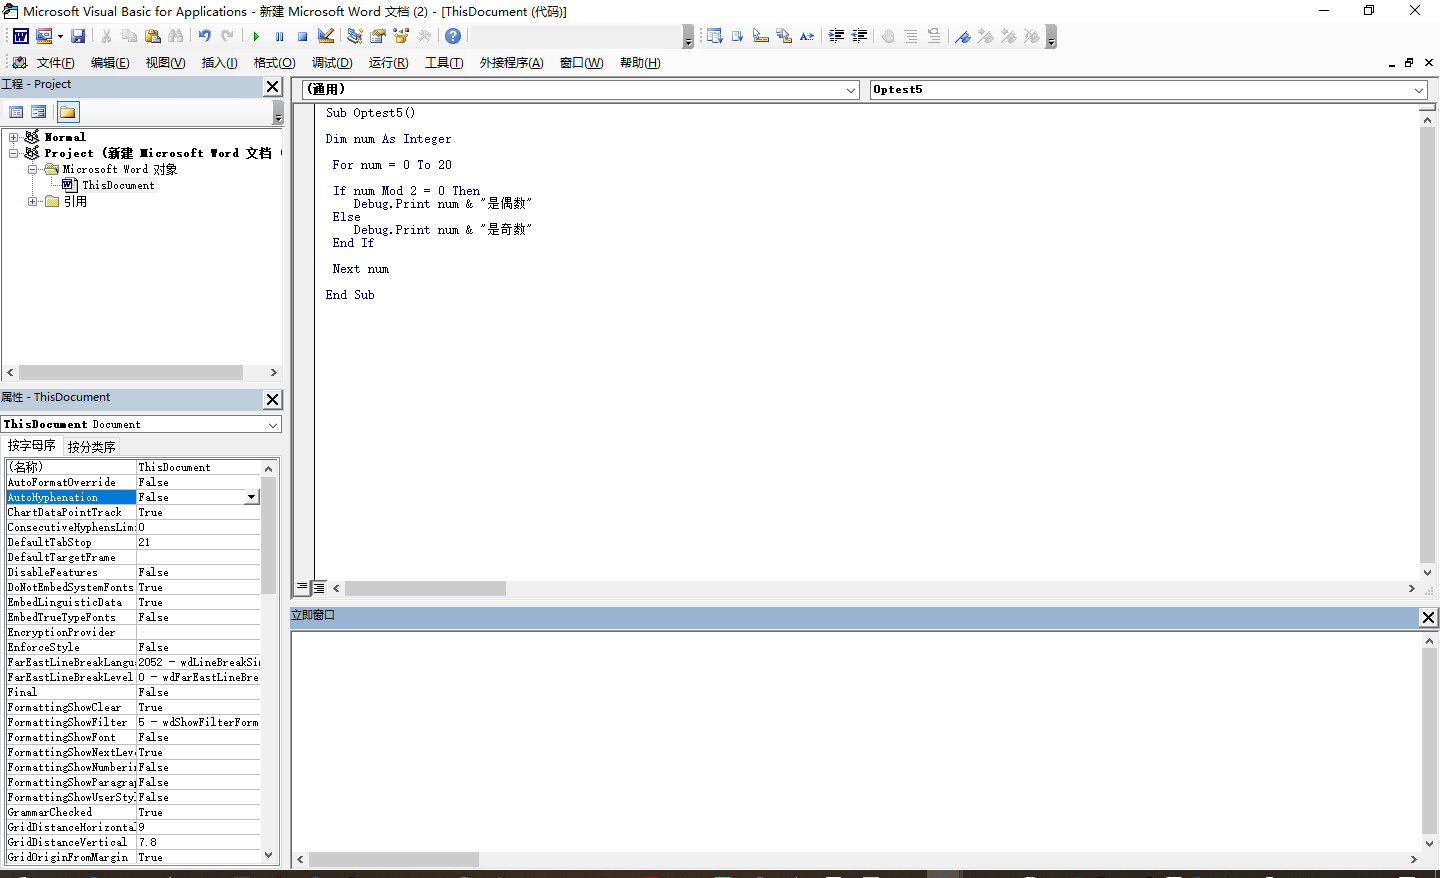 Microsoft Visual Basic for Applications - 新建 Microsoft Word 文档 (2) - [ThisDocument (代码)]
文件(F) 编辑(E) 视图(V) 插入(I) 格式(O) 调试(D) 运行(R) 工具(T) 外接程序(A) 窗口(W) 帮助(H)
工程 - Project
Normal
Project (新建 Microsoft Word 文档
Microsoft Word 对象
ThisDocument
引用
属性 - ThisDocument
ThisDocument Document
按字母序 按分类序
(名称) ThisDocument
AutoFormatOverride False
AutoHyphenation False
ChartDataPointTrack True
ConsecutiveHyphensLim 0
DefaultTabStop 21
DefaultTargetFrame
DisableFeatures False
DoNotEmbedSystemFonts True
EmbedLinguisticData True
EmbedTrueTypeFonts False
EncryptionProvider
EnforceStyle False
FarEastLineBreakLangu 2052 - wdLineBreakSi
FarEastLineBreakLevel 0 - wdFarEastLineBre
Final False
FormattingShowClear True
FormattingShowFilter 5 - wdShowFilterForm
FormattingShowFont False
FormattingShowNextLev True
FormattingShowNumberi False
FormattingShowParagra False
FormattingShowUserSty False
GrammarChecked True
GridDistanceHorizonta 9
GridDistanceVertical 7.8
GridOriginFromMargin True
(通用) Optest5
Sub Optest5()
Dim num As Integer
For num = 0 To 20
If num Mod 2 = 0 Then
Debug.Print num & "是偶数"
Else
Debug.Print num & "是奇数"
End If
Next num
End Sub
立即窗口